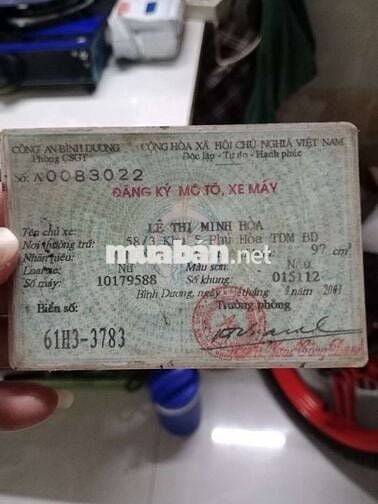 CÔNG AN BÌNH DƯƠNG CỘNG HÒA XÃ HỘI CHỦ NGHĨA VIỆT NAM
Phòng CSGT Độc lập - Tự do - Hạnh phúc
Số: A0083022
ĐĂNG KÝ MÔ TÔ, XE MÁY
Tên chủ xe: LÊ THỊ MINH HÒA
Nơi thường trú: 58/3 Phú Hòa TDM BD
Nhãn hiệu: 97 cm³
Loại xe: Nữ Màu sơn: Nâu
Số máy: 10179588 Số khung: 015112
Bình Dương, ngày tháng năm
Biển số: Trưởng phòng
61H3-3783
muaban.net